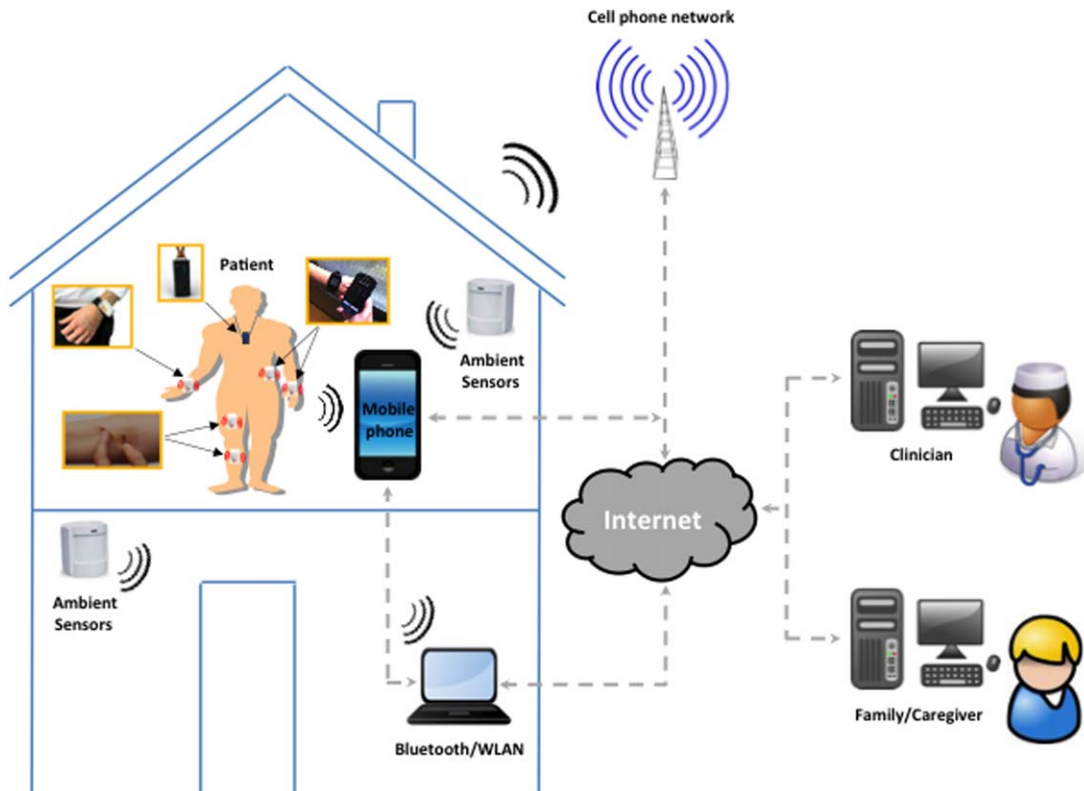 Cell phone network
Patient
Ambient
Sensors
Mobile
phone
Clinician
Internet
Ambient
Sensors
Family/Caregiver
Bluetooth/WLAN